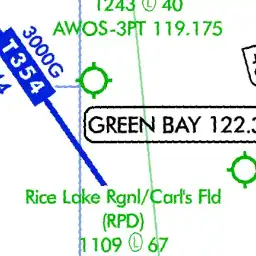 1243 Ⓛ 40
AWOS-3PT 119.175
3000G
T354
GREEN BAY 122.3
Rice Lake Rgnl/Carl's Fld
(RPD)
1109 Ⓛ 67